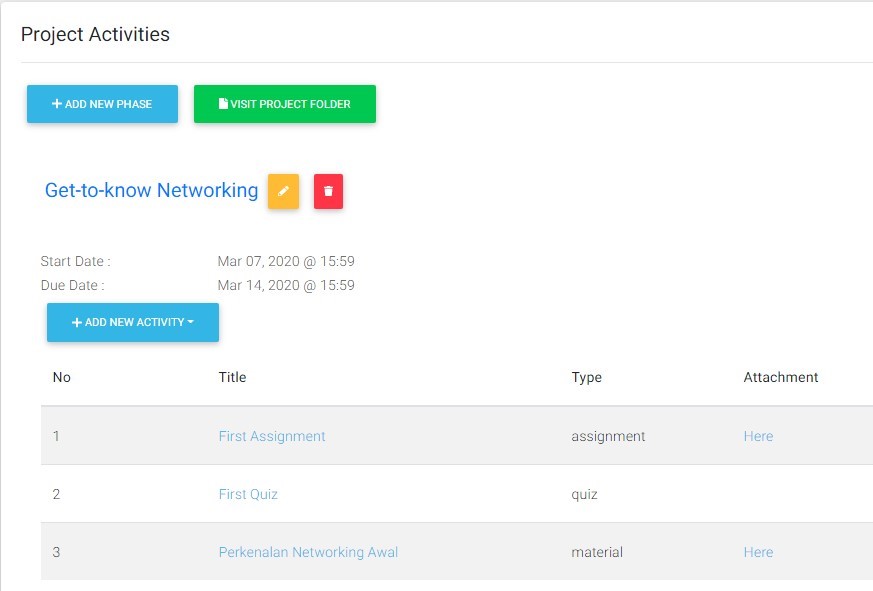 Project Activities
ADD NEW PHASE VISIT PROJECT FOLDER
Get-to-know Networking
Start Date : Mar 07, 2020 @ 15:59
Due Date : Mar 14, 2020 @ 15:59
ADD NEW ACTIVITY
No Title Type Attachment
1 First Assignment assignment Here
2 First Quiz quiz
3 Perkenalan Networking Awal material Here